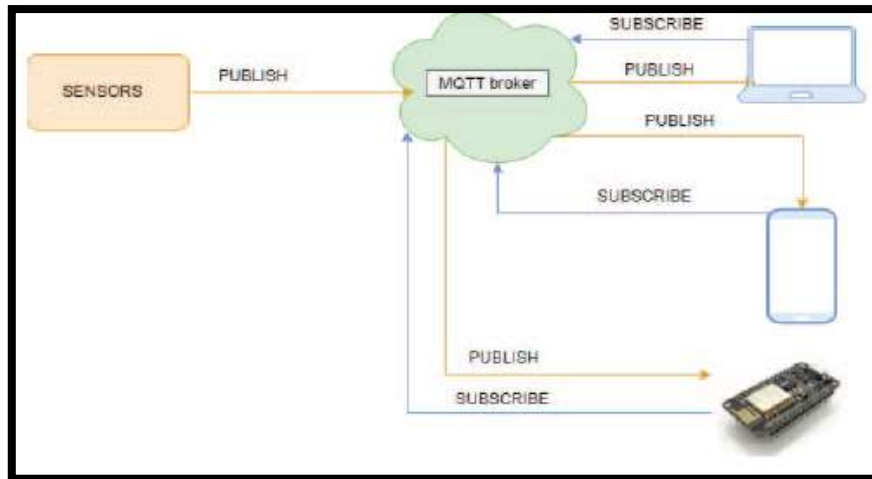 SUBSCRIBE
PUBLISH
SENSORS
MQTT broker
PUBLISH
PUBLISH
SUBSCRIBE
PUBLISH
SUBSCRIBE